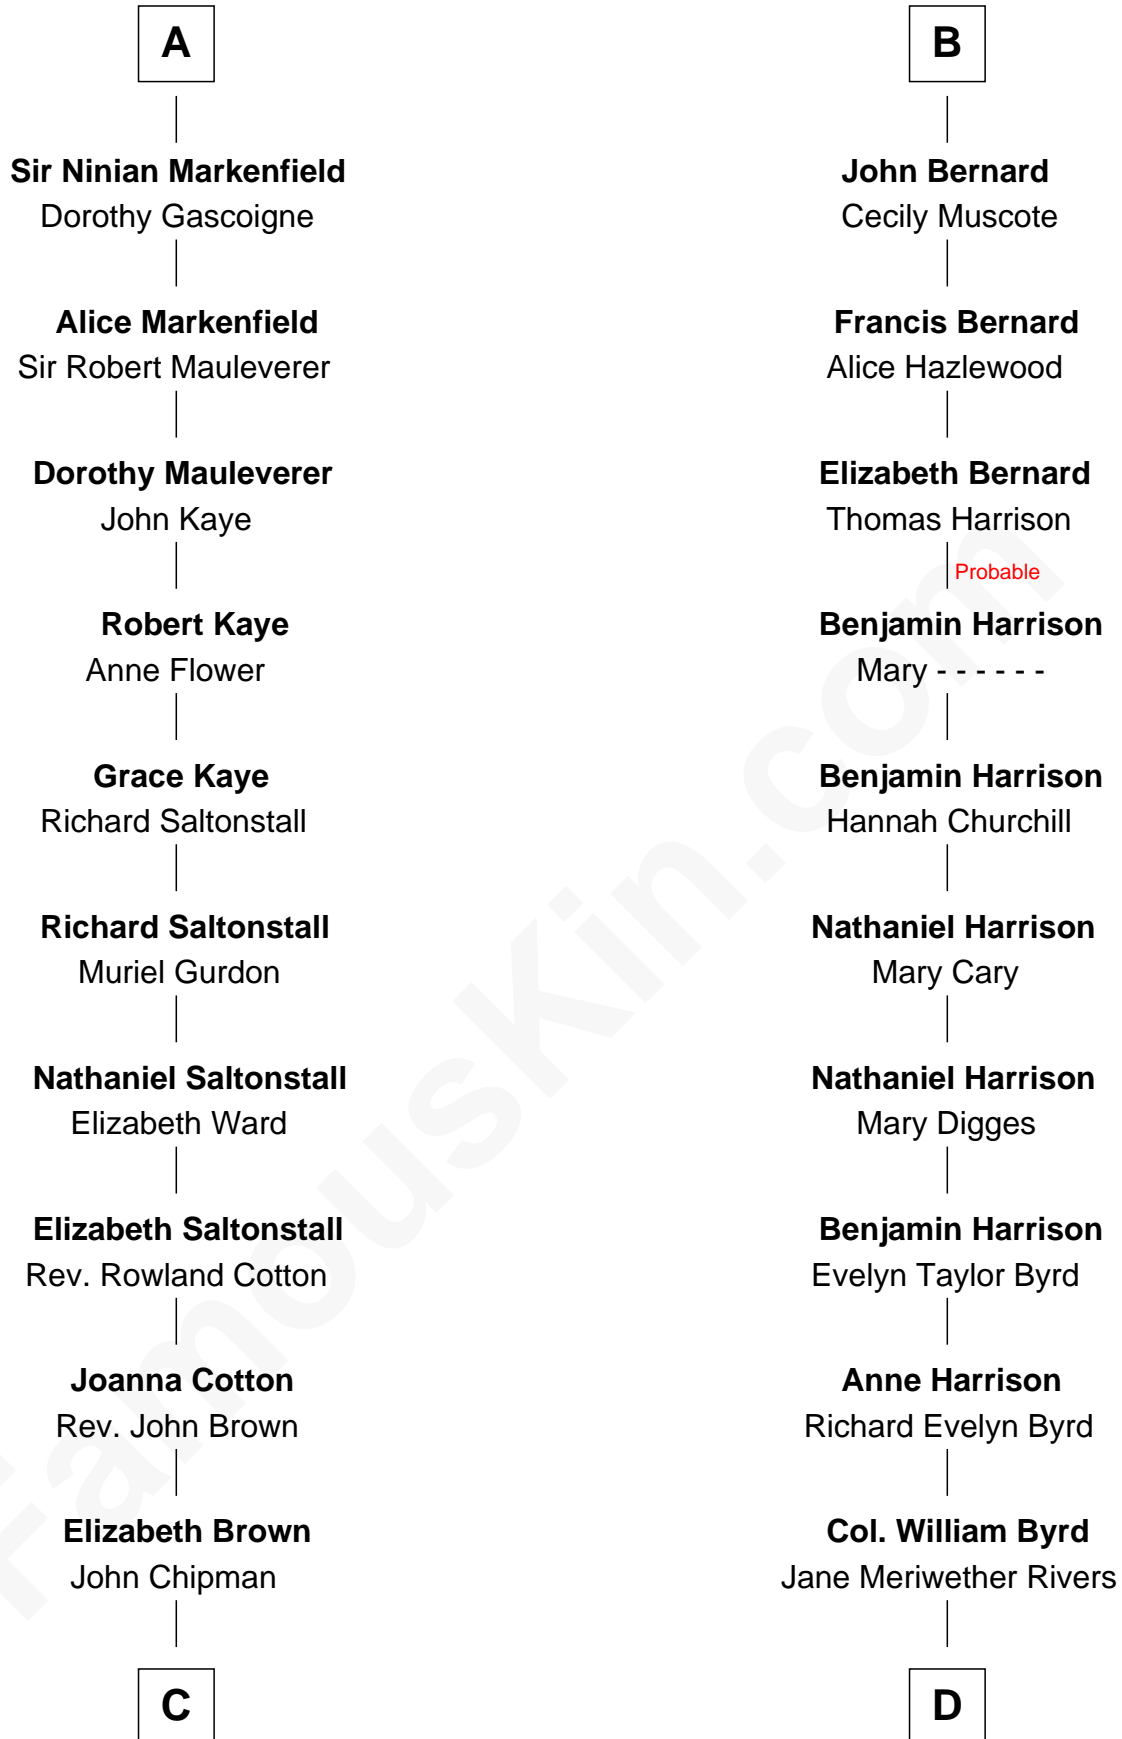 A
Sir Ninian Markenfield
Dorothy Gascoigne
Alice Markenfield
Sir Robert Mauleverer
Dorothy Mauleverer
John Kaye
Robert Kaye
Anne Flower
Grace Kaye
Richard Saltonstall
Richard Saltonstall
Muriel Gurdon
Nathaniel Saltonstall
Elizabeth Ward
Elizabeth Saltonstall
Rev. Rowland Cotton
Joanna Cotton
Rev. John Brown
Elizabeth Brown
John Chipman
C
B
John Bernard
Cecily Muscote
Francis Bernard
Alice Hazlewood
Elizabeth Bernard
Thomas Harrison
Probable
Benjamin Harrison
Mary - - - - - -
Benjamin Harrison
Hannah Churchill
Nathaniel Harrison
Mary Cary
Nathaniel Harrison
Mary Digges
Benjamin Harrison
Evelyn Taylor Byrd
Anne Harrison
Richard Evelyn Byrd
Col. William Byrd
Jane Meriwether Rivers
D
FamousKin.com